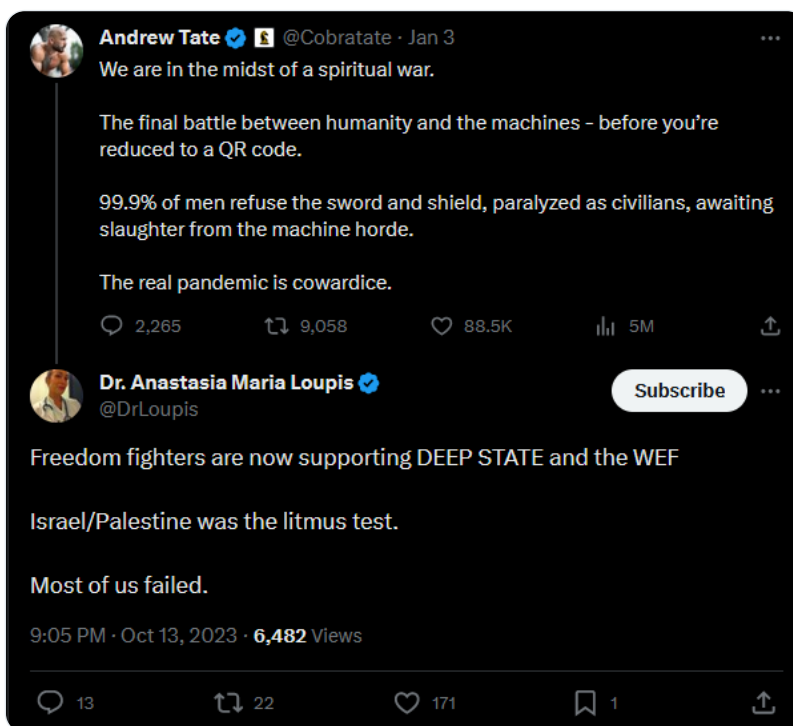 Andrew Tate @Cobratate · Jan 3
We are in the midst of a spiritual war.
The final battle between humanity and the machines - before you're
reduced to a QR code.
99.9% of men refuse the sword and shield, paralyzed as civilians, awaiting
slaughter from the machine horde.
The real pandemic is cowardice.
2,265 9,058 88.5K 5M
Dr. Anastasia Maria Loupis Subscribe
@DrLoupis
Freedom fighters are now supporting DEEP STATE and the WEF
Israel/Palestine was the litmus test.
Most of us failed.
9:05 PM · Oct 13, 2023 · 6,482 Views
13 22 171 1